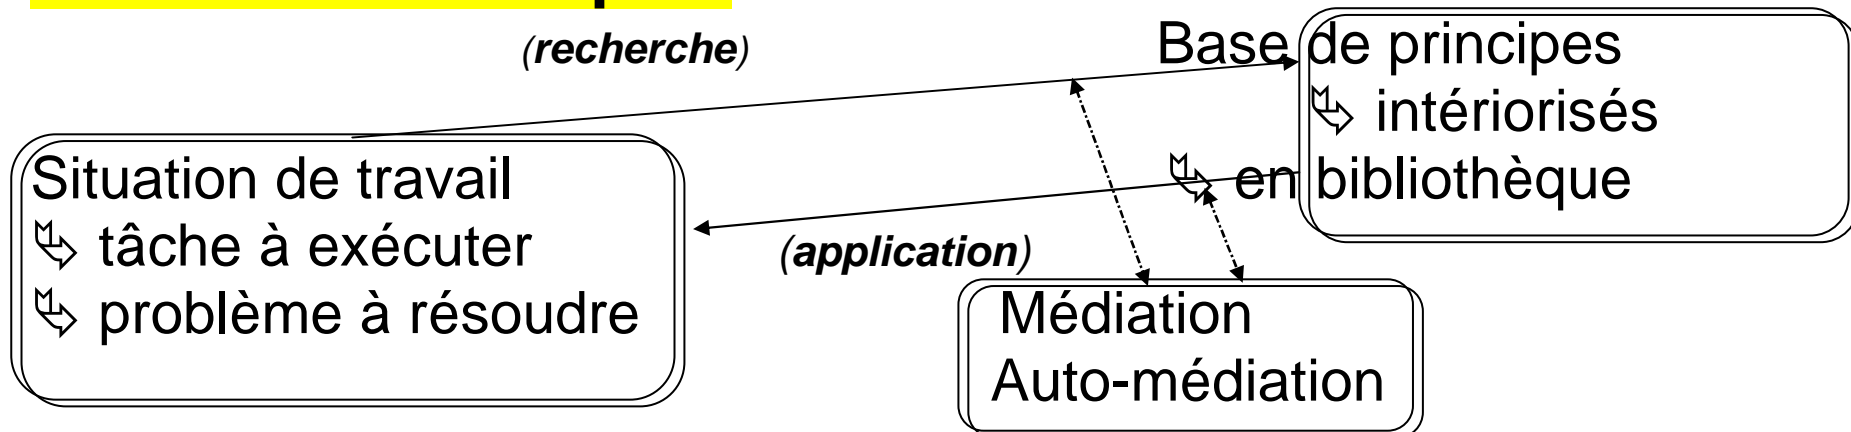 (recherche)
Base de principes
⮡ intériorisés
⮡ en bibliothèque
Situation de travail
⮡ tâche à exécuter
⮡ problème à résoudre
(application)
Médiation
Auto-médiation